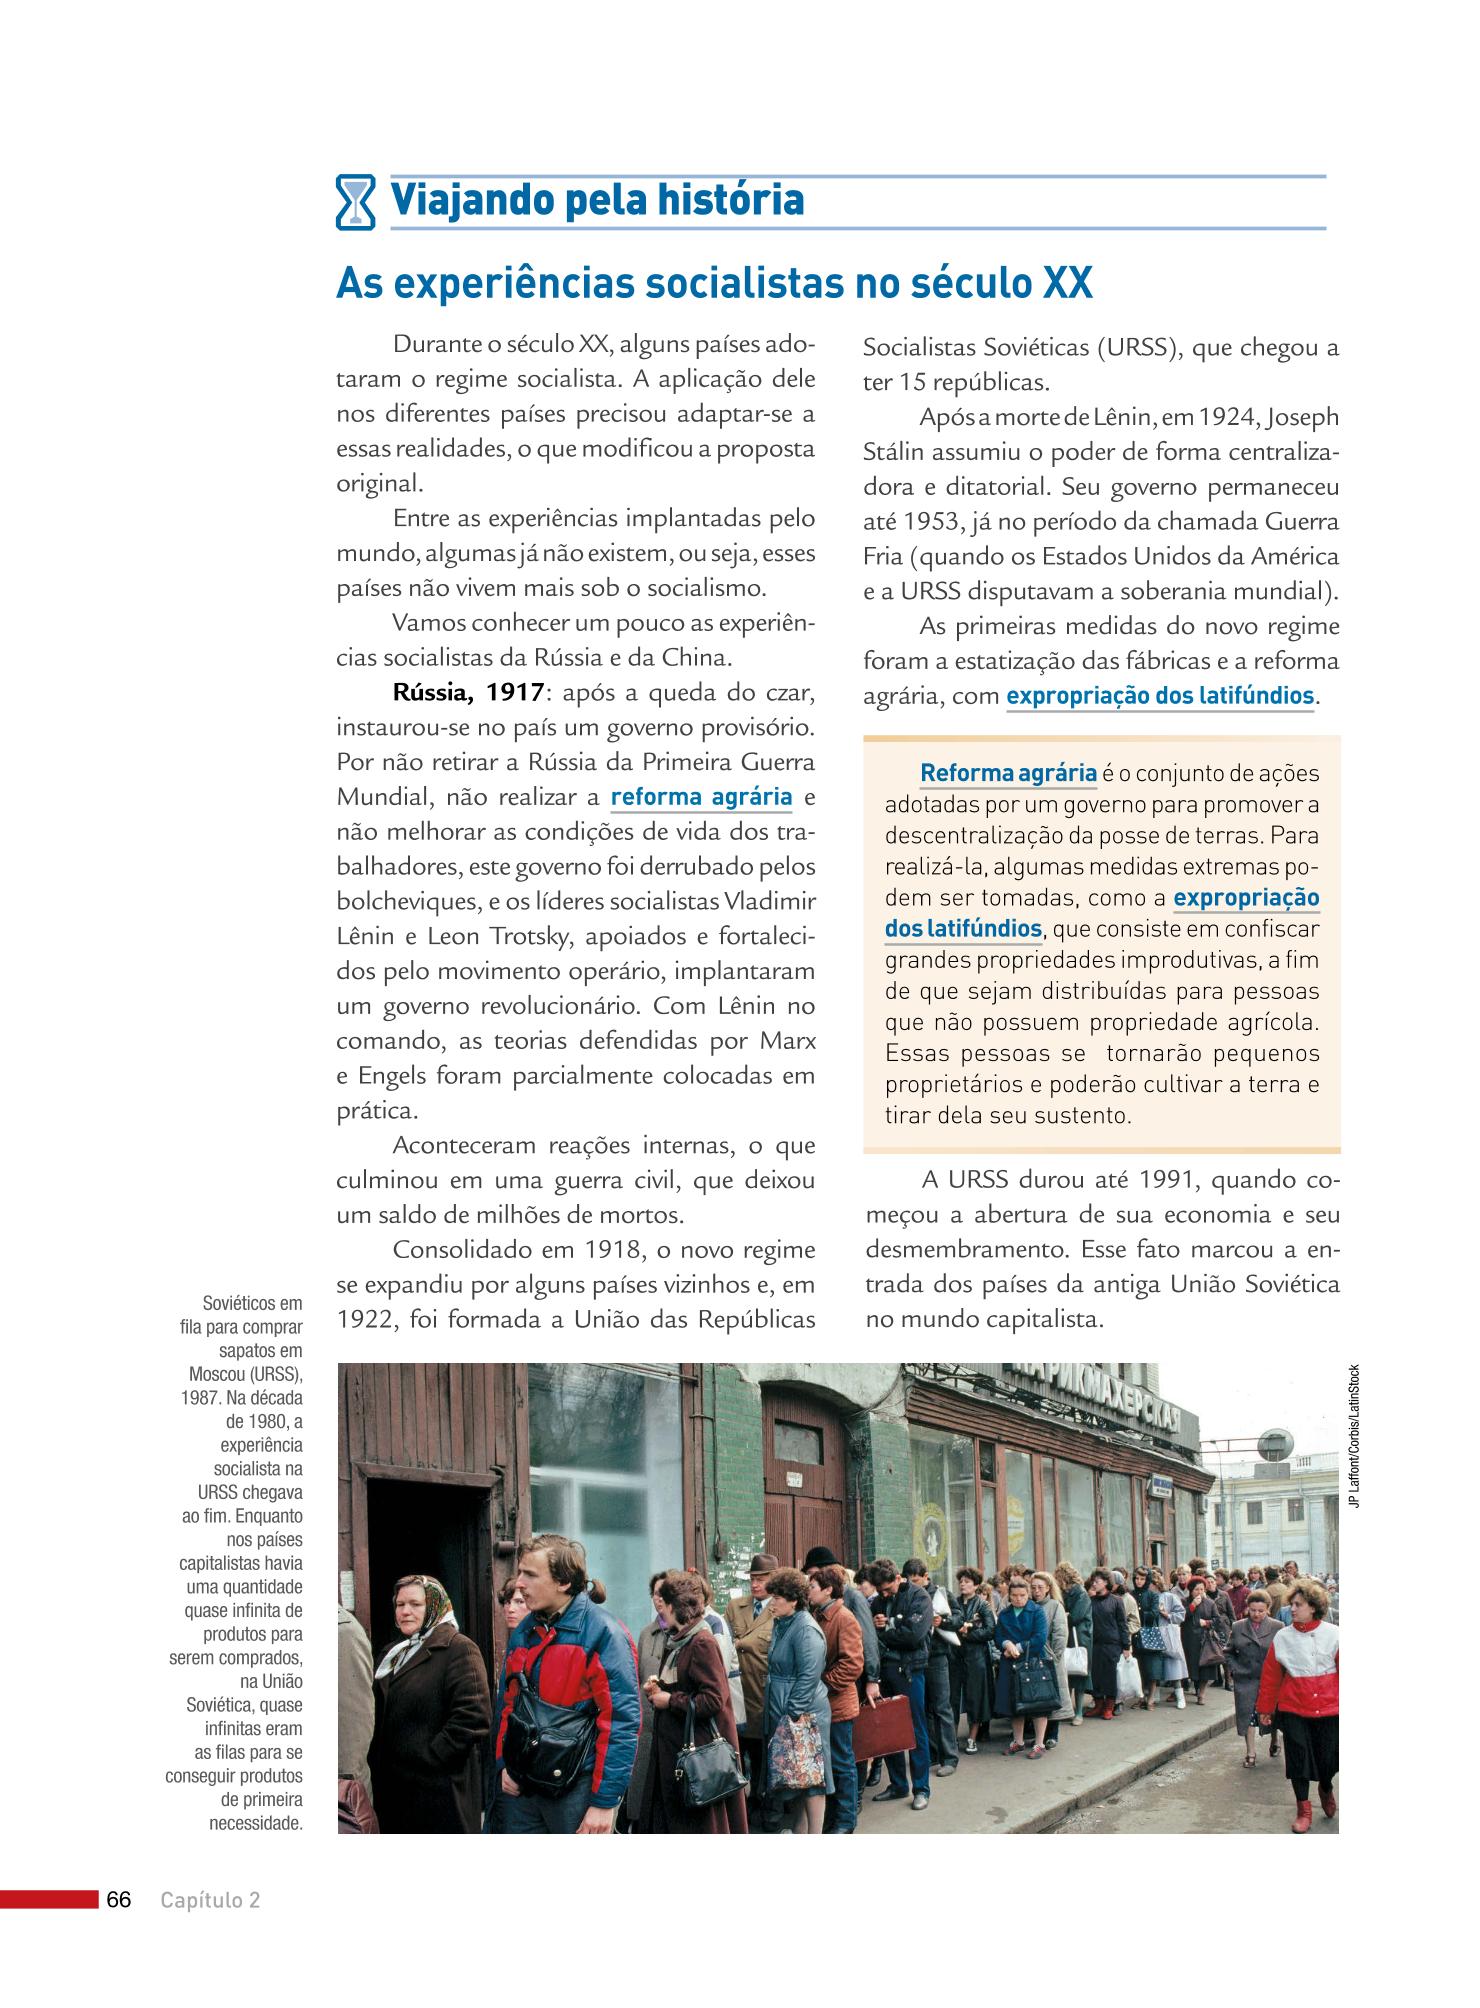 Viajando pela história
As experiências socialistas no século XX
Durante o século XX, alguns países ado-
taram o regime socialista. A aplicação dele
nos diferentes países precisou adaptar-se a
essas realidades, o que modificou a proposta
original.
Entre as experiências implantadas pelo
mundo, algumas já não existem, ou seja, esses
países não vivem mais sob o socialismo.
Vamos conhecer um pouco as experiên-
cias socialistas da Rússia e da China.
Rússia, 1917: após a queda do czar,
instaurou-se no país um governo provisório.
Por não retirar a Rússia da Primeira Guerra
Mundial, não realizar a reforma agrária e
não melhorar as condições de vida dos tra-
balhadores, este governo foi derrubado pelos
bolcheviques, e os líderes socialistas Vladimir
Lênin e Leon Trotsky, apoiados e fortaleci-
dos pelo movimento operário, implantaram
um governo revolucionário. Com Lênin no
comando, as teorias defendidas por Marx
e Engels foram parcialmente colocadas em
prática.
Aconteceram reações internas, o que
culminou em uma guerra civil, que deixou
um saldo de milhões de mortos.
Consolidado em 1918, o novo regime
se expandiu por alguns países vizinhos e, em
1922, foi formada a União das Repúblicas
Socialistas Soviéticas (URSS), que chegou a
ter 15 repúblicas.
Após a morte de Lênin, em 1924, Joseph
Stálin assumiu o poder de forma centraliza-
dora e ditatorial. Seu governo permaneceu
até 1953, já no período da chamada Guerra
Fria (quando os Estados Unidos da América
e a URSS disputavam a soberania mundial).
As primeiras medidas do novo regime
foram a estatização das fábricas e a reforma
agrária, com expropriação dos latifúndios.
Reforma agrária é o conjunto de ações
adotadas por um governo para promover a
descentralização da posse de terras. Para
realizá-la, algumas medidas extremas po-
dem ser tomadas, como a expropriação
dos latifúndios, que consiste em confiscar
grandes propriedades improdutivas, a fim
de que sejam distribuídas para pessoas
que não possuem propriedade agrícola.
Essas pessoas se tornarão pequenos
proprietários e poderão cultivar a terra e
tirar dela seu sustento.
A URSS durou até 1991, quando co-
meçou a abertura de sua economia e seu
desmembramento. Esse fato marcou a en-
trada dos países da antiga União Soviética
no mundo capitalista.
Soviéticos em
fila para comprar
sapatos em
Moscou (URSS),
1987. Na década
de 1980, a
experiência
socialista na
URSS chegava
ao fim. Enquanto
nos países
capitalistas havia
uma quantidade
quase infinita de
produtos para
serem comprados,
na União
Soviética, quase
infinitas eram
as filas para se
conseguir produtos
de primeira
necessidade.
ПАРИКМАХЕРСКАЯ
JP Laffont/Corbis/LatinStock
66 Capítulo 2